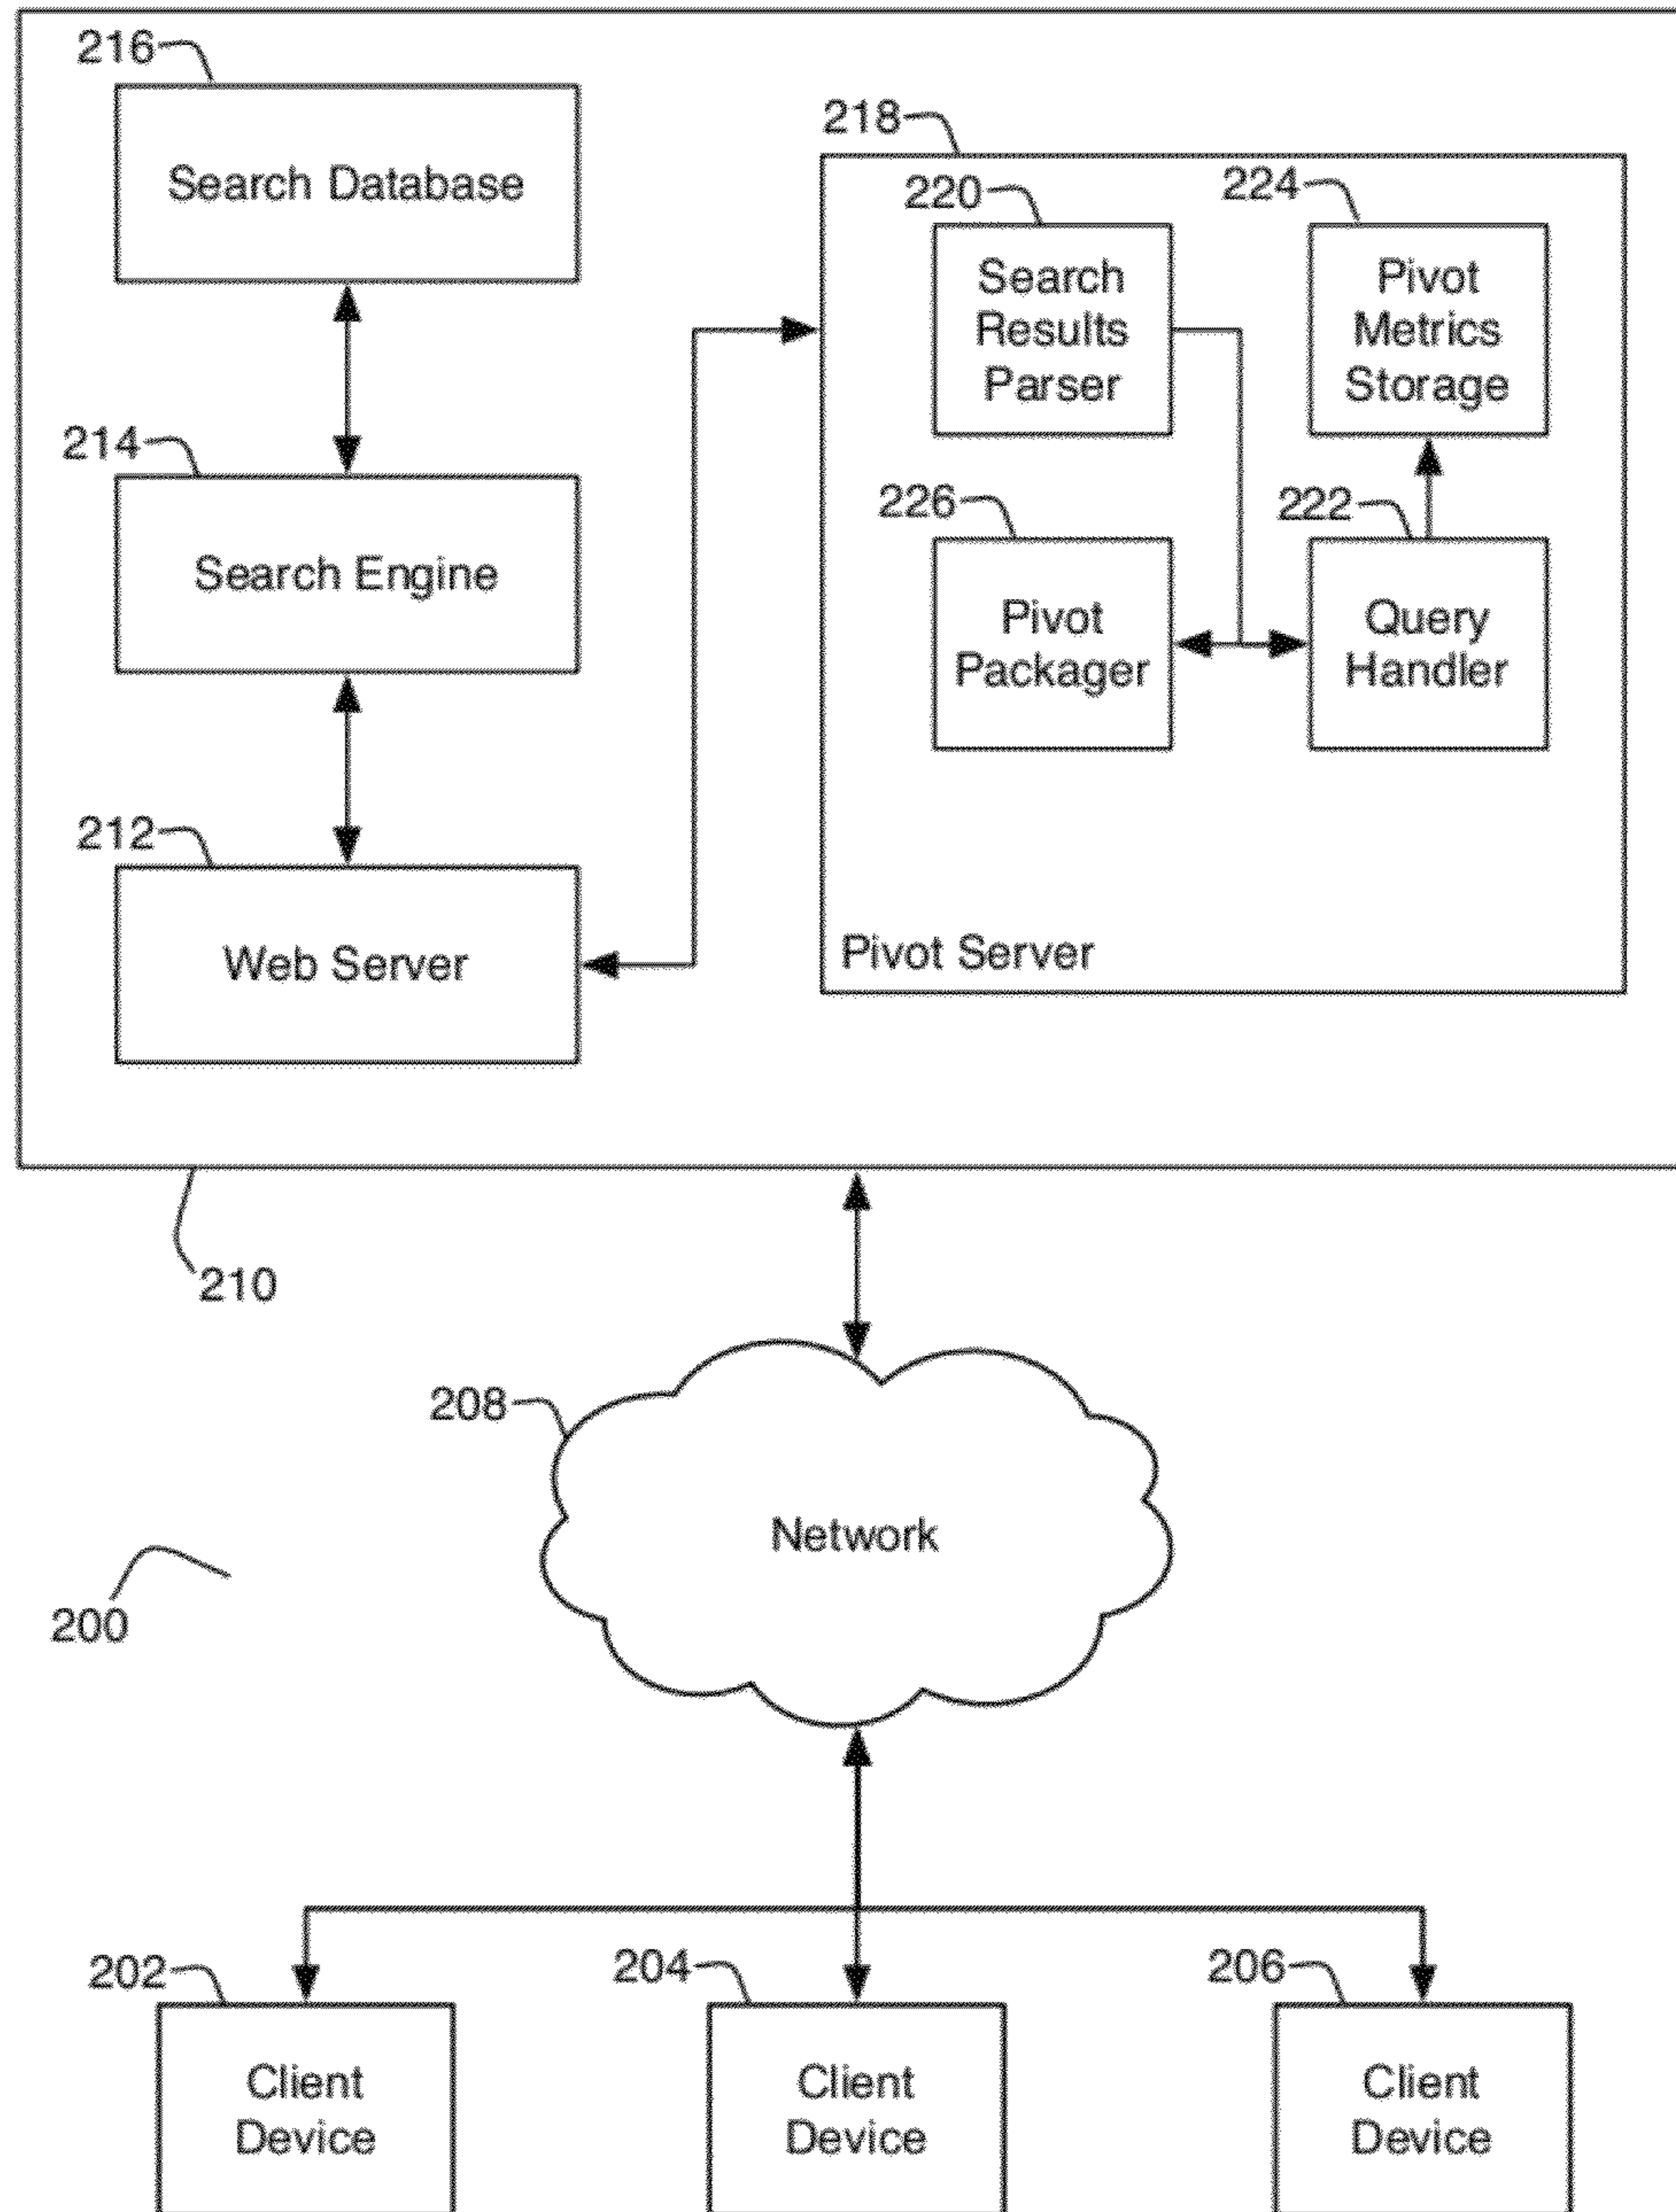 216
Search Database
218
220
224
Search
Results
Parser
Pivot
Metrics
Storage
214
Search Engine
226
222
Pivot
Packager
Query
Handler
212
Web Server
Pivot Server
210
208
Network
200
202
204
206
Client
Device
Client
Device
Client
Device